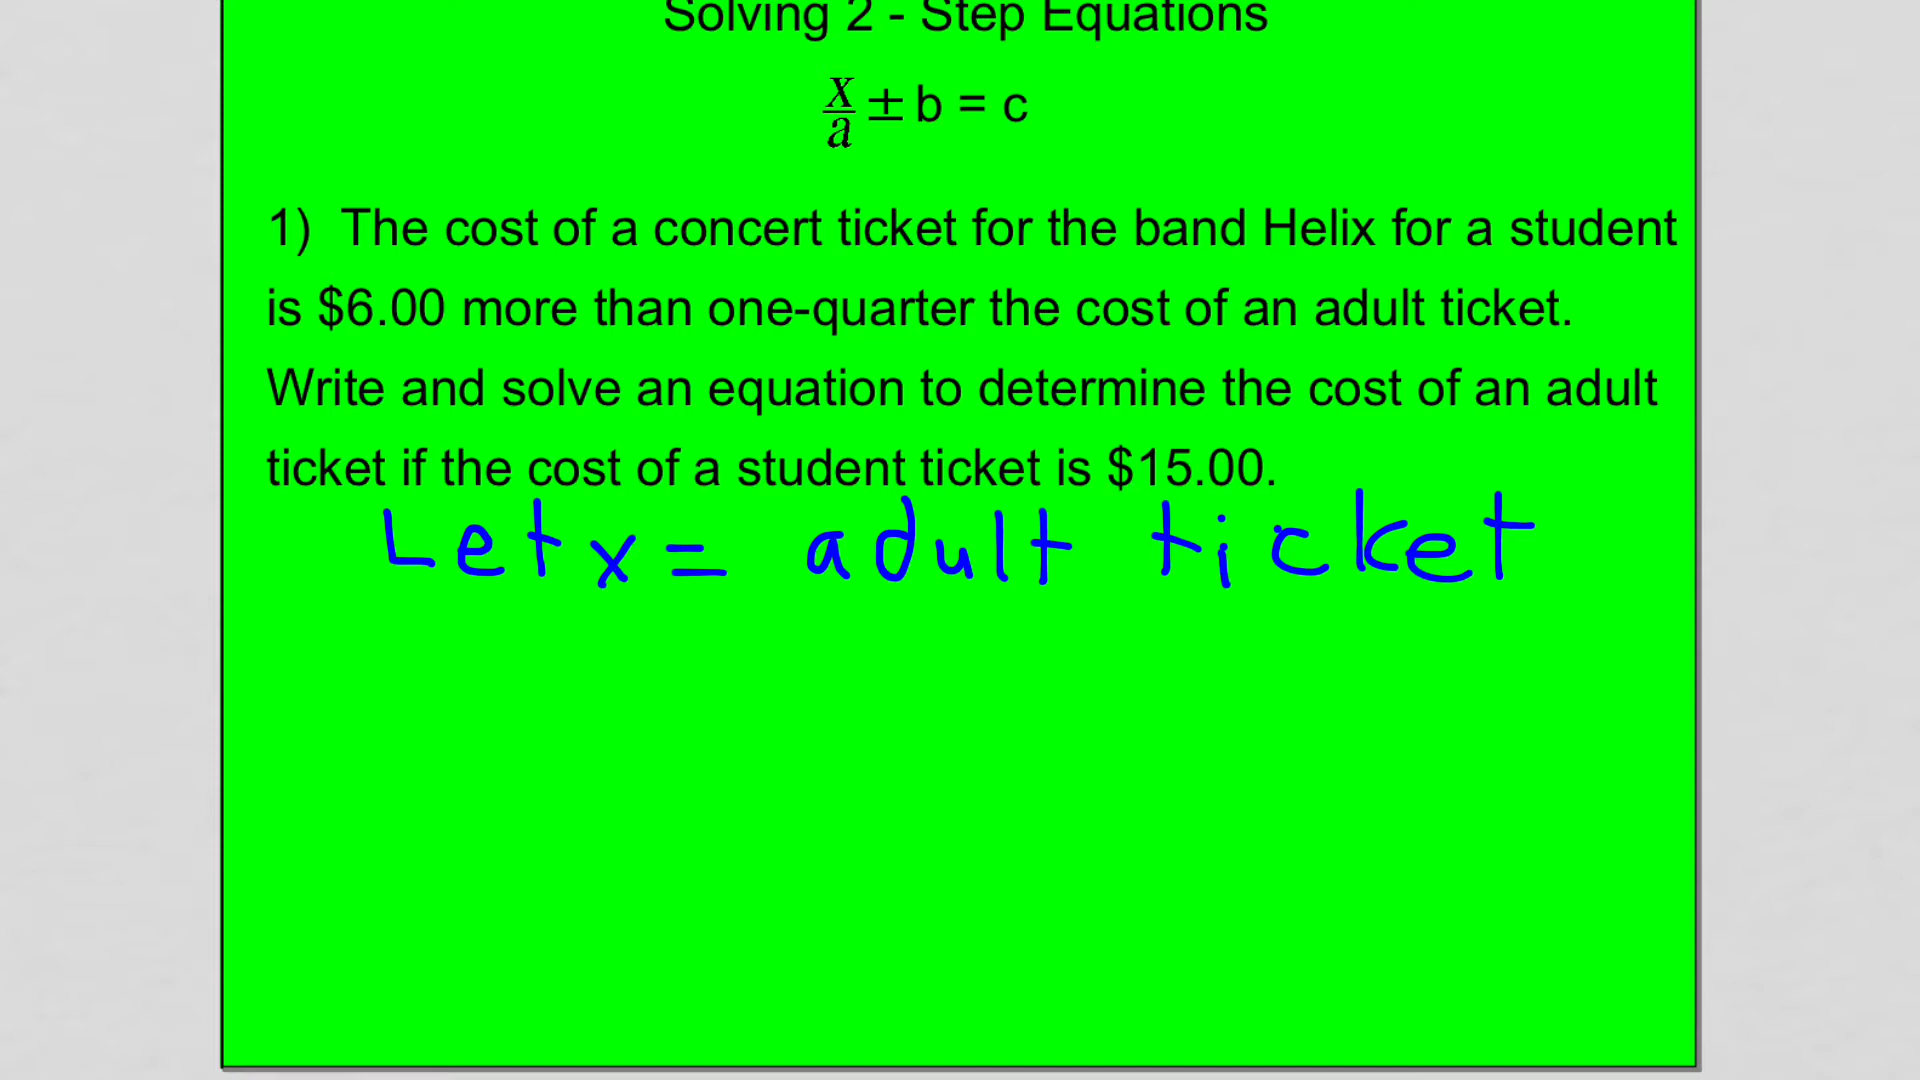 Solving 2 - Step Equations
x/a ± b = c
1) The cost of a concert ticket for the band Helix for a student
is $6.00 more than one-quarter the cost of an adult ticket.
Write and solve an equation to determine the cost of an adult
ticket if the cost of a student ticket is $15.00.
Let x = adult ticket